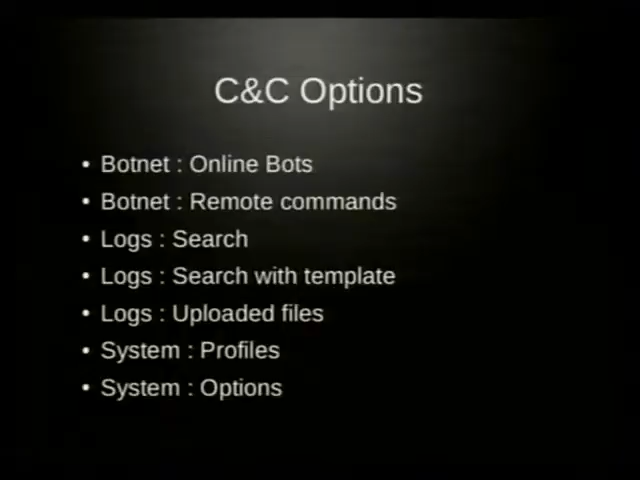 C&C Options
• Botnet : Online Bots
• Botnet : Remote commands
• Logs : Search
• Logs : Search with template
• Logs : Uploaded files
• System : Profiles
• System : Options